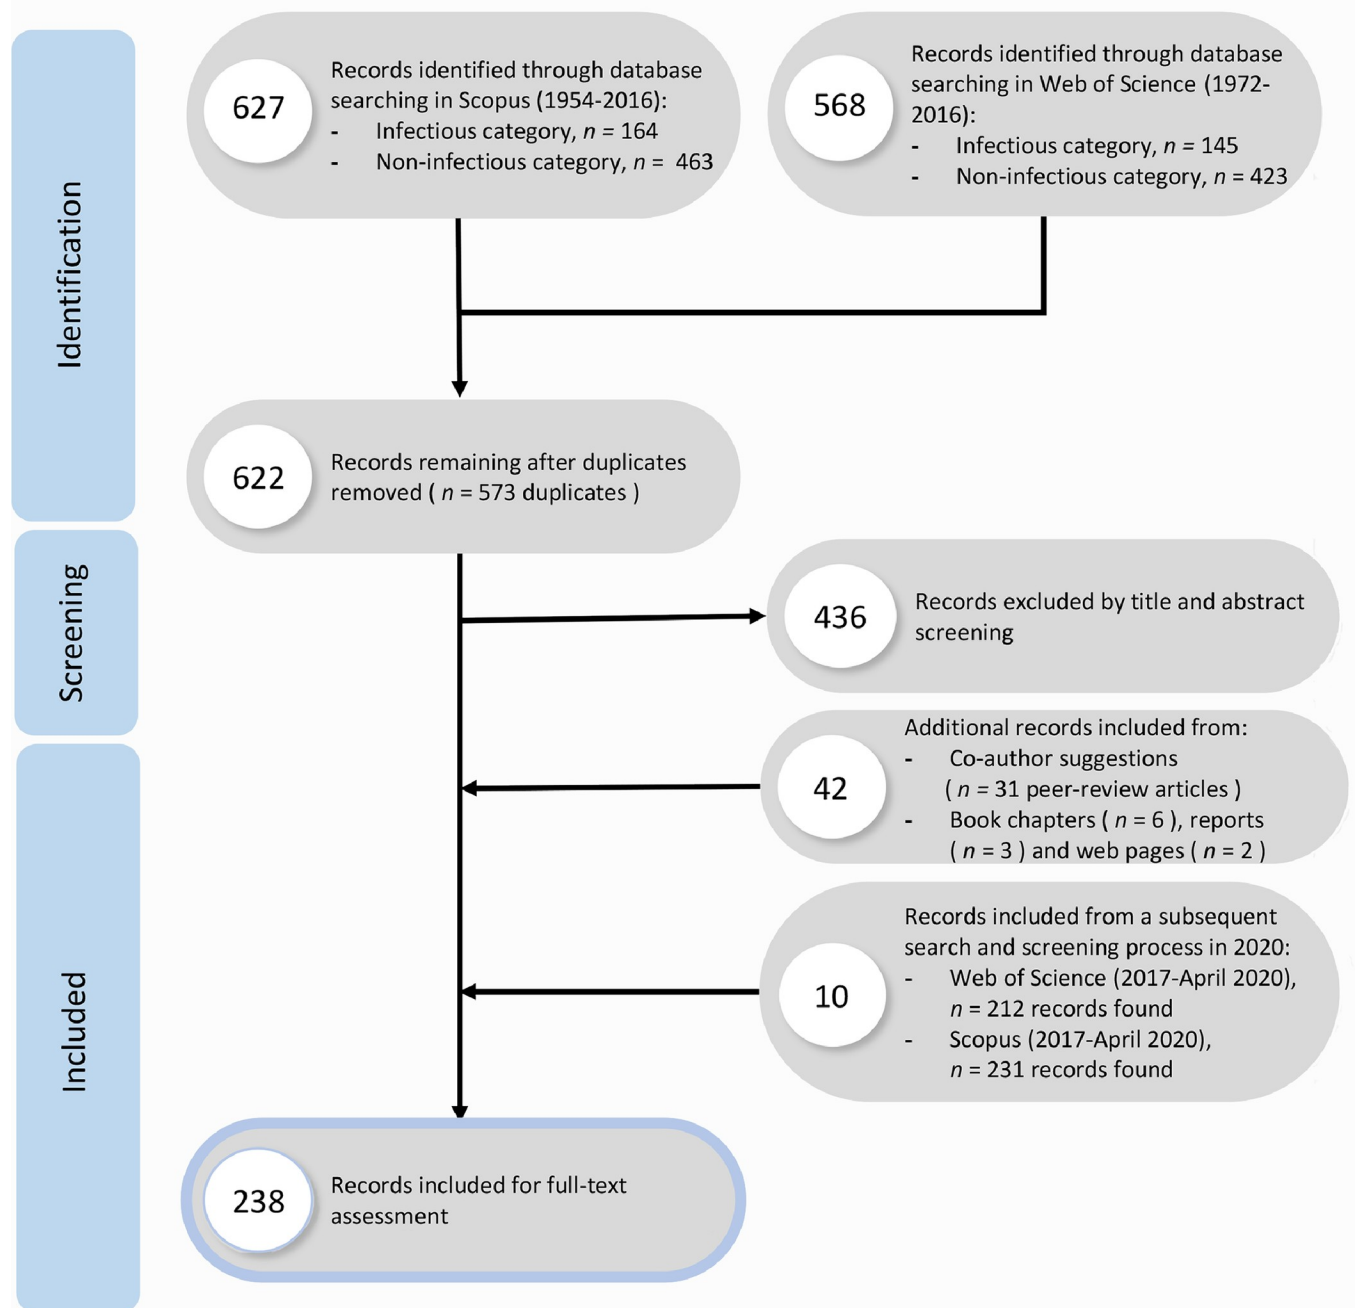 Identification
627
Records identified through database
searching in Scopus (1954-2016):
- Infectious category, n = 164
- Non-infectious category, n = 463
568
Records identified through database
searching in Web of Science (1972-
2016):
- Infectious category, n = 145
- Non-infectious category, n = 423
622
Records remaining after duplicates
removed ( n = 573 duplicates )
Screening
436
Records excluded by title and abstract
screening
Included
42
Additional records included from:
- Co-author suggestions
( n = 31 peer-review articles )
- Book chapters ( n = 6 ), reports
( n = 3 ) and web pages ( n = 2 )
10
Records included from a subsequent
search and screening process in 2020:
- Web of Science (2017-April 2020),
n = 212 records found
- Scopus (2017-April 2020),
n = 231 records found
238
Records included for full-text
assessment